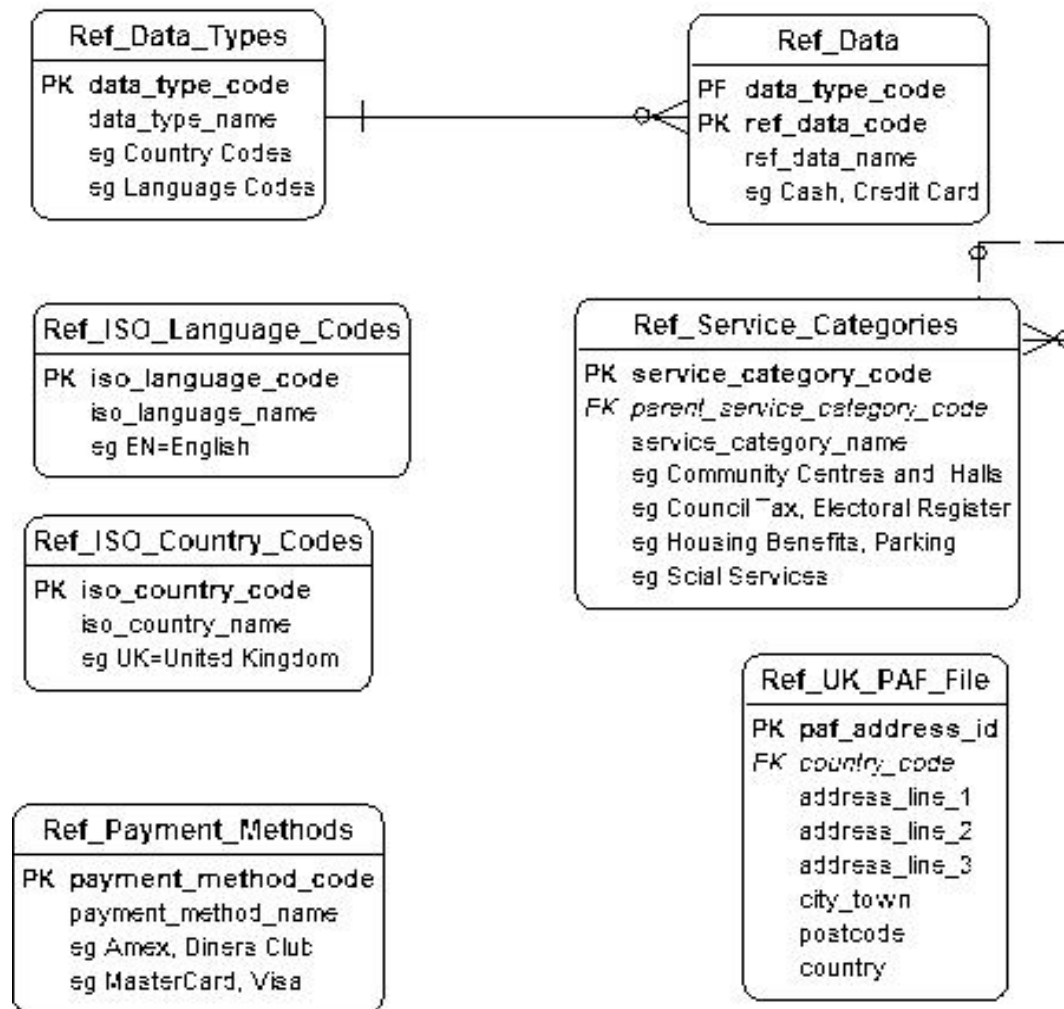 Ref_Data_Types
PK data_type_code
data_type_name
eg Country Codes
eg Language Codes
Ref_Data
PF data_type_code
PK ref_data_code
ref_data_name
eg Cash, Credit Card
Ref_ISO_Language_Codes
PK iso_language_code
iso_language_name
eg EN=English
Ref_Service_Categories
PK service_category_code
FK parent_service_category_code
service_category_name
eg Community Centres and Halls
eg Council Tax, Electoral Register
eg Housing Benefits, Parking
eg Scial Services
Ref_ISO_Country_Codes
PK iso_country_code
iso_country_name
eg UK=United Kingdom
Ref_UK_PAF_File
PK paf_address_id
FK country_code
address_line_1
address_line_2
address_line_3
city_town
postcode
country
Ref_Payment_Methods
PK payment_method_code
payment_method_name
eg Amex, Diners Club
eg MasterCard, Visa